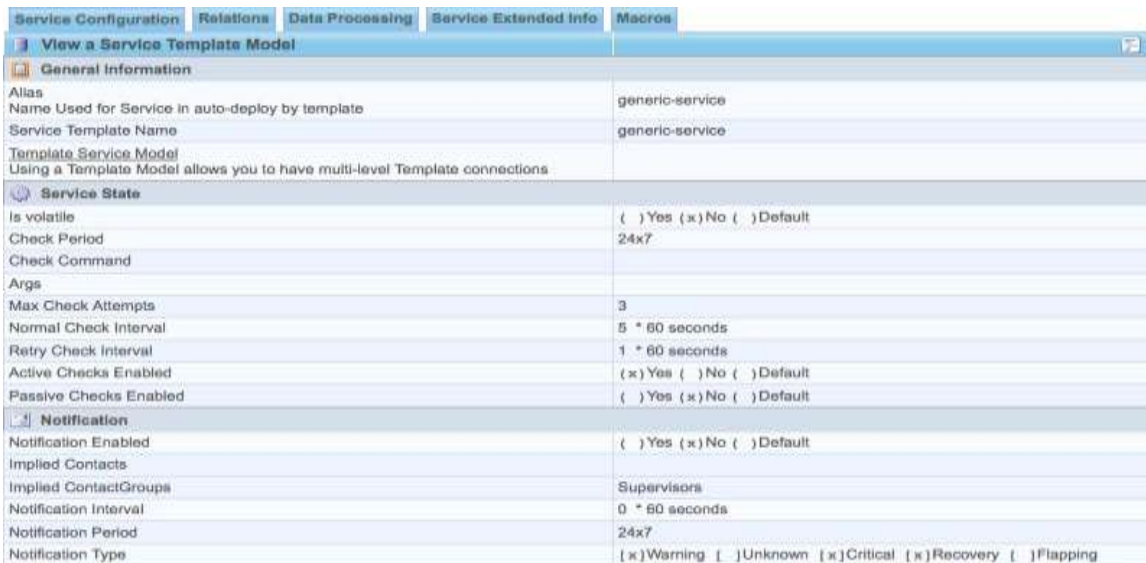 Service Configuration Relations Data Processing Service Extended Info Macros
View a Service Template Model
General Information
Alias
Name Used for Service in auto-deploy by template generic-service
Service Template Name generic-service
Template Service Model
Using a Template Model allows you to have multi-level Template connections
Service State
Is volatile ( )Yes (x)No ( )Default
Check Period 24x7
Check Command
Args
Max Check Attempts 3
Normal Check Interval 5 * 60 seconds
Retry Check Interval 1 * 60 seconds
Active Checks Enabled (x)Yes ( )No ( )Default
Passive Checks Enabled ( )Yes (x)No ( )Default
Notification
Notification Enabled ( )Yes (x)No ( )Default
Implied Contacts
Implied ContactGroups Supervisors
Notification Interval 0 * 60 seconds
Notification Period 24x7
Notification Type [x]Warning [ ]Unknown [x]Critical [x]Recovery [ ]Flapping